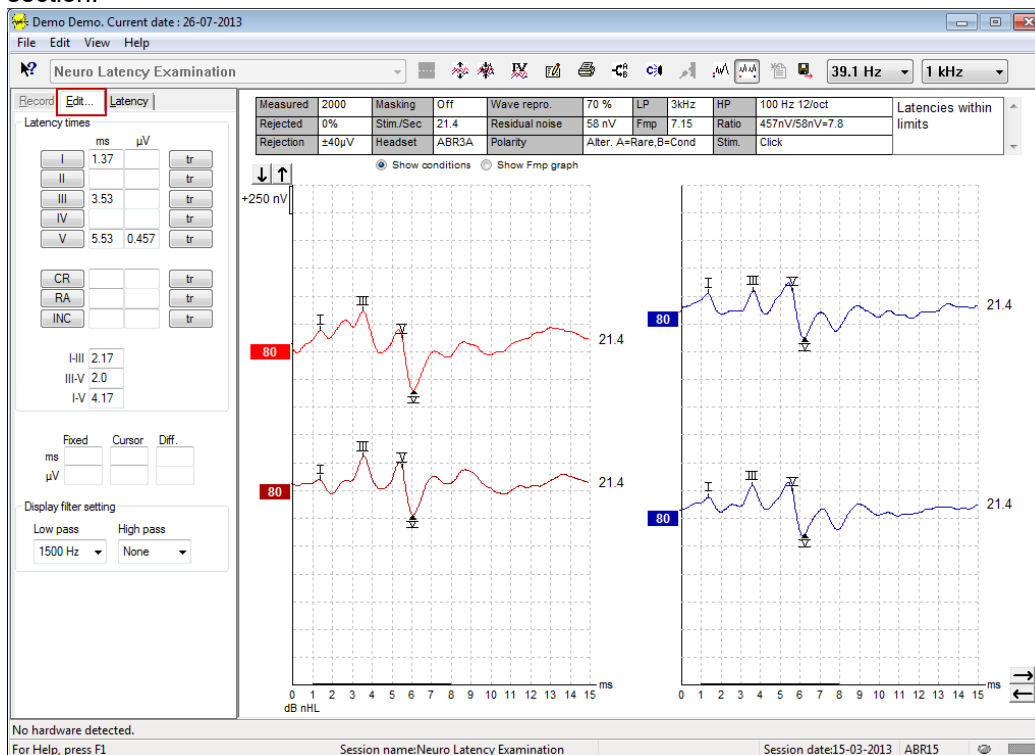 section.
Demo Demo. Current date : 26-07-2013
File Edit View Help
Neuro Latency Examination 39.1 Hz 1 kHz
Record Edit... Latency
Latency times
ms µV
I 1.37 tr
II tr
III 3.53 tr
IV tr
V 5.53 0.457 tr
CR tr
RA tr
INC tr
I-III 2.17
III-V 2.0
I-V 4.17
Fixed Cursor Diff.
ms
µV
Display filter setting
Low pass High pass
1500 Hz None
Measured 2000 Masking Off Wave repro. 70 % LP 3kHz HP 100 Hz 12/oct
Rejected 0% Stim./Sec 21.4 Residual noise 58 nV Fmp 7.15 Ratio 457nV/58nV=7.8
Rejection ±40µV Headset ABR3A Polarity Alter. A=Rare,B=Cond Stim. Click
Latencies within
limits
Show conditions Show Fmp graph
+250 nV
I III V
80 21.4
I III V
80 21.4
I III V
80 21.4
I III V
80 21.4
0 1 2 3 4 5 6 7 8 9 10 11 12 13 14 15 ms
dB nHL
0 1 2 3 4 5 6 7 8 9 10 11 12 13 14 15 ms
No hardware detected.
For Help, press F1 Session name:Neuro Latency Examination Session date:15-03-2013 ABR15